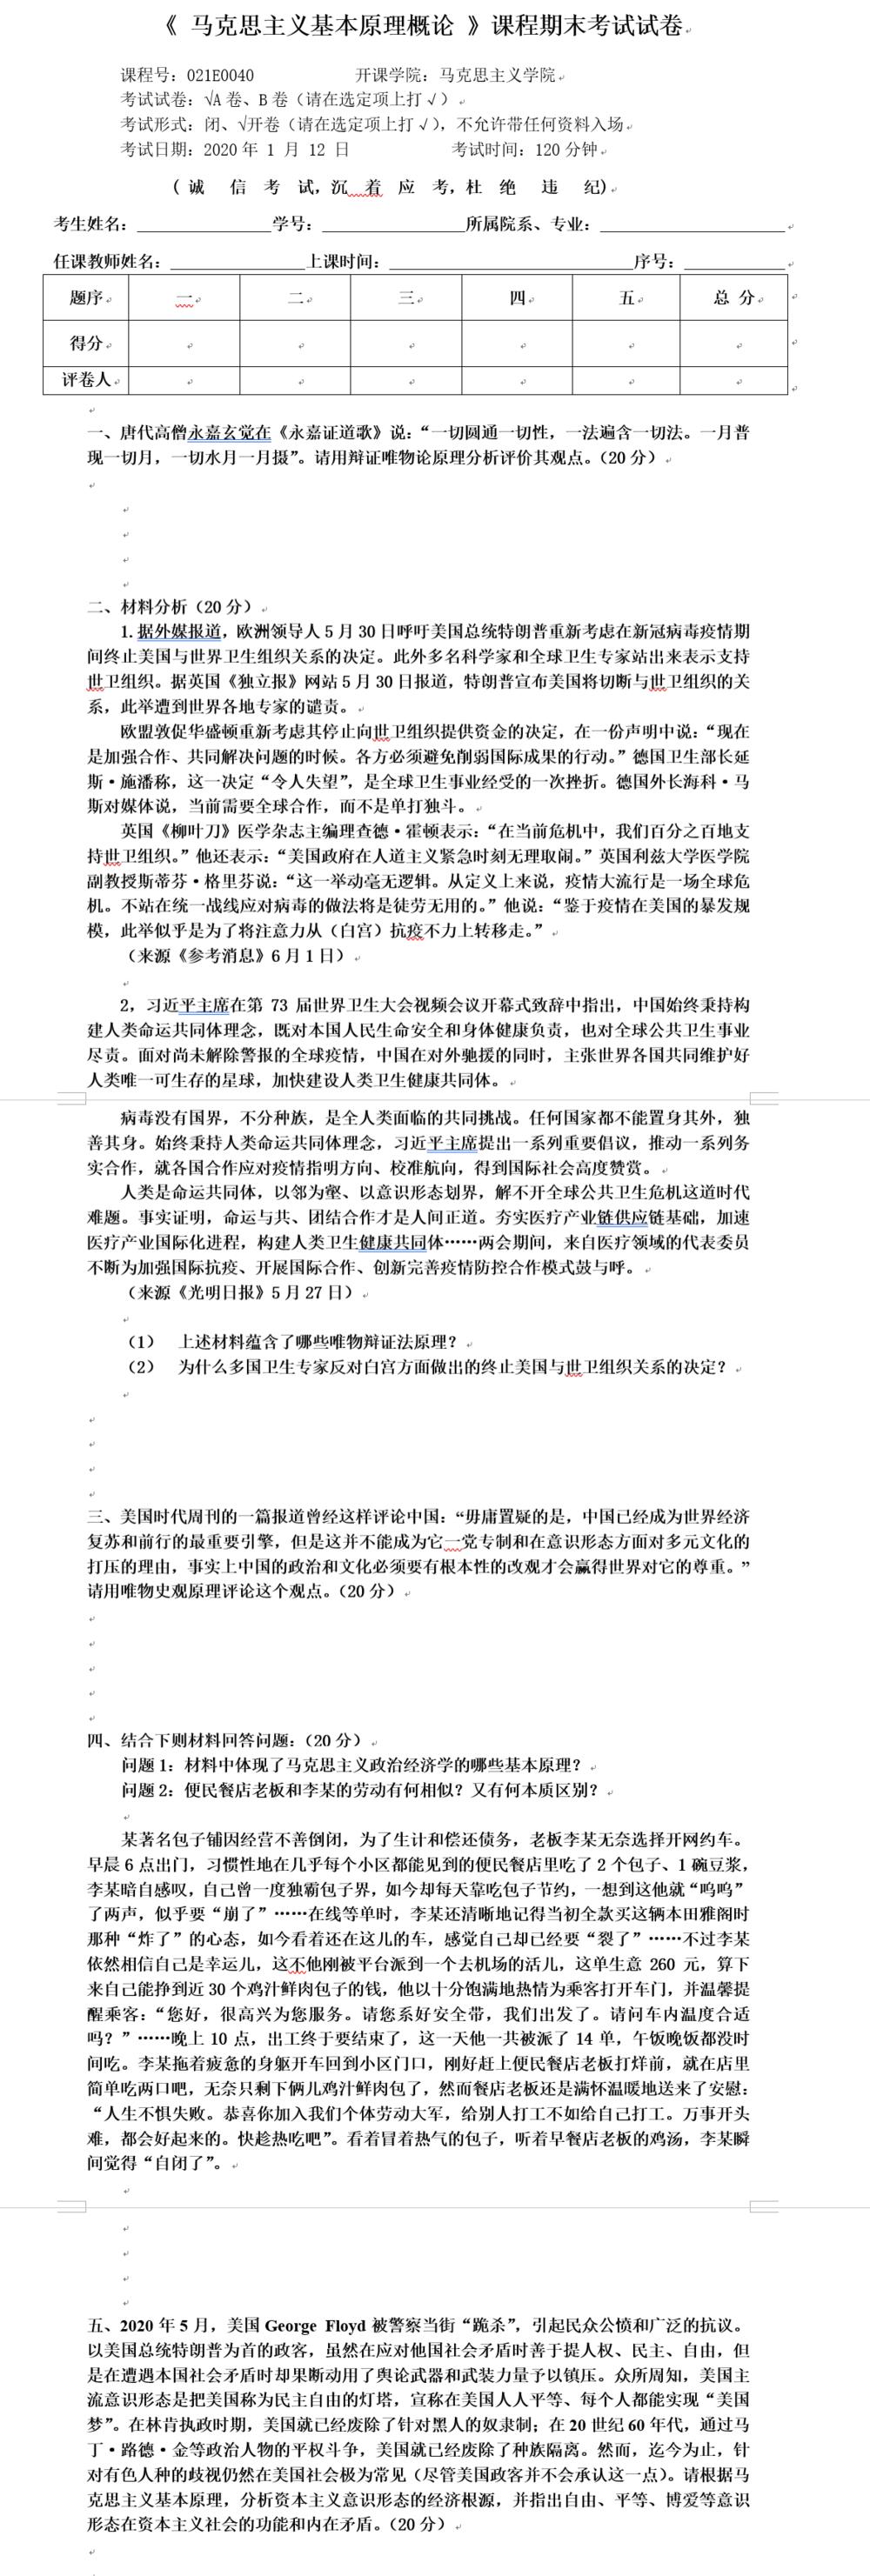 《 马克思主义基本原理概论 》课程期末考试试卷
课程号：021E0040 开课学院：马克思主义学院
考试试卷：√A 卷、B 卷（请在选定项上打√）
考试形式：闭、√开卷（请在选定项上打√），不允许带任何资料入场
考试日期：2020 年 1 月 12 日 考试时间：120 分钟
( 诚 信 考 试,沉 着 应 考,杜 绝 违 纪)
考生姓名：____________学号：____________所属院系、专业：____________
任课教师姓名：____________上课时间：____________序号：____________
题序 一 二 三 四 五 总 分
得分
评卷人
一、唐代高僧永嘉玄觉在《永嘉证道歌》说：“一切圆通一切性，一法遍含一切法。一月普
现一切月，一切水月一月摄”。请用辩证唯物论原理分析评价其观点。（20 分）
二、材料分析（20 分）
1. 据外媒报道，欧洲领导人 5 月 30 日呼吁美国总统特朗普重新考虑在新冠病毒疫情期
间终止美国与世界卫生组织关系的决定。此外多名科学家和全球卫生专家站出来表示支持
世卫组织。据英国《独立报》网站 5 月 30 日报道，特朗普宣布美国将切断与世卫组织的关
系，此举遭到世界各地专家的谴责。
欧盟敦促华盛顿重新考虑其停止向世卫组织提供资金的决定，在一份声明中说：“现在
是加强合作、共同解决问题的时候。各方必须避免削弱国际成果的行动。”德国卫生部长延
斯·施潘称，这一决定“令人失望”，是全球卫生事业经受的一次挫折。德国外长海科·马
斯对媒体说，当前需要全球合作，而不是单打独斗。
英国《柳叶刀》医学杂志主编理查德·霍顿表示：“在当前危机中，我们百分之百地支
持世卫组织。”他还表示：“美国政府在人道主义紧急时刻无理取闹。”英国利兹大学医学院
副教授斯蒂芬·格里芬说：“这一举动毫无逻辑。从定义上来说，疫情大流行是一场全球危
机。不站在统一战线应对病毒的做法将是徒劳无用的。”他说：“鉴于疫情在美国的暴发规
模，此举似乎是为了将注意力从（白宫）抗疫不力上转移走。”
（来源《参考消息》6 月 1 日）
2，习近平主席在第 73 届世界卫生大会视频会议开幕式致辞中指出，中国始终秉持构
建人类命运共同体理念，既对本国人民生命安全和身体健康负责，也对全球公共卫生事业
尽责。面对尚未解除警报的全球疫情，中国在对外驰援的同时，主张世界各国共同维护好
人类唯一可生存的星球，加快建设人类卫生健康共同体。
病毒没有国界，不分种族，是全人类面临的共同挑战。任何国家都不能置身其外，独
善其身。始终秉持人类命运共同体理念，习近平主席提出一系列重要倡议，推动一系列务
实合作，就各国合作应对疫情指明方向、校准航向，得到国际社会高度赞赏。
人类是命运共同体，以邻为壑、以意识形态划界，解不开全球公共卫生危机这道时代
难题。事实证明，命运与共、团结合作才是人间正道。夯实医疗产业链供应链基础，加速
医疗产业国际化进程，构建人类卫生健康共同体……两会期间，来自医疗领域的代表委员
不断为加强国际抗疫、开展国际合作、创新完善疫情防控合作模式鼓与呼。
（来源《光明日报》5 月 27 日）
（1） 上述材料蕴含了哪些唯物辩证法原理？
（2） 为什么多国卫生专家反对白宫方面做出的终止美国与世卫组织关系的决定？
三、美国时代周刊的一篇报道曾经这样评论中国：“毋庸置疑的是，中国已经成为世界经济
复苏和前行的最重要引擎，但是这并不能成为它一党专制和在意识形态方面对多元文化的
打压的理由，事实上中国的政治和文化必须要有根本性的改观才会赢得世界对它的尊重。”
请用唯物史观原理评论这个观点。（20 分）
四、结合下则材料回答问题：（20 分）
问题 1：材料中体现了马克思主义政治经济学的哪些基本原理？
问题 2：便民餐店老板和李某的劳动有何相似？又有何本质区别？
某著名包子铺因经营不善倒闭，为了生计和偿还债务，老板李某无奈选择开网约车。
早晨 6 点出门，习惯性地在几乎每个小区都能见到的便民餐店里吃了 2 个包子、1 碗豆浆，
李某暗自感叹，自己曾一度独霸包子界，如今却每天靠吃包子节约，一想到这他就“呜呜”
了两声，似乎要“崩了”……在线等单时，李某还清晰地记得当初全款买这辆本田雅阁时
那种“炸了”的心态，如今看着还在这儿的车，感觉自己却已经要“裂了”……不过李某
依然相信自己是幸运儿，这不他刚被平台派到一个去机场的活儿，这单生意 260 元，算下
来自己能挣到近 30 个鸡汁鲜肉包子的钱，他以十分饱满地热情为乘客打开车门，并温馨提
醒乘客：“您好，很高兴为您服务。请您系好安全带，我们出发了。请问车内温度合适
吗？”……晚上 10 点，出工终于要结束了，这一天他一共被派了 14 单，午饭晚饭都没时
间吃。李某拖着疲惫的身躯开车回到小区门口，刚好赶上便民餐店老板打烊前，就在店里
简单吃两口吧，无奈只剩下俩儿鸡汁鲜肉包了，然而餐店老板还是满怀温暖地送来了安慰：
“人生不惧失败。恭喜你加入我们个体劳动大军，给别人打工不如给自己打工。万事开头
难，都会好起来的。快趁热吃吧”。看着冒着热气的包子，听着早餐店老板的鸡汤，李某瞬
间觉得“自闭了”。
五、2020 年 5 月，美国 George Floyd 被警察当街“跪杀”，引起民众公愤和广泛的抗议。
以美国总统特朗普为首的政客，虽然在应对他国社会矛盾时善于提人权、民主、自由，但
是在遭遇本国社会矛盾时却果断动用了舆论武器和武装力量予以镇压。众所周知，美国主
流意识形态是把美国称为民主自由的灯塔，宣称在美国人人平等、每个人都能实现“美国
梦”。在林肯执政时期，美国就已经废除了针对黑人的奴隶制；在 20 世纪 60 年代，通过马
丁·路德·金等政治人物的平权斗争，美国就已经废除了种族隔离。然而，迄今为止，针
对有色人种的歧视仍然在美国社会极为常见（尽管美国政客并不会承认这一点）。请根据马
克思主义基本原理，分析资本主义意识形态的经济根源，并指出自由、平等、博爱等意识
形态在资本主义社会的功能和内在矛盾。（20 分）